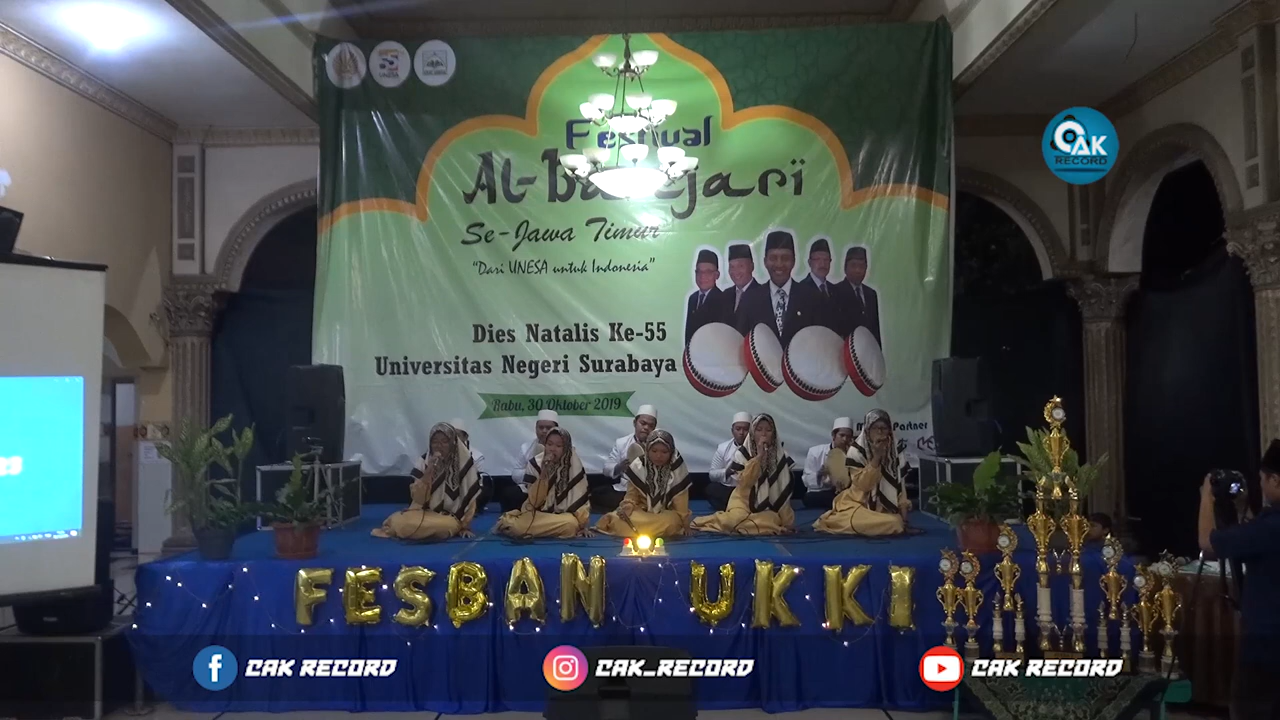 Festival
Al-banjari
Se-Jawa Timur
"Dari UNESA untuk Indonesia"
Dies Natalis Ke-55
Universitas Negeri Surabaya
Rabu, 30 Oktober 2019
Partner
CAK
RECORD
FESBAN UKKI
CAK RECORD
CAK_RECORD
CAK RECORD